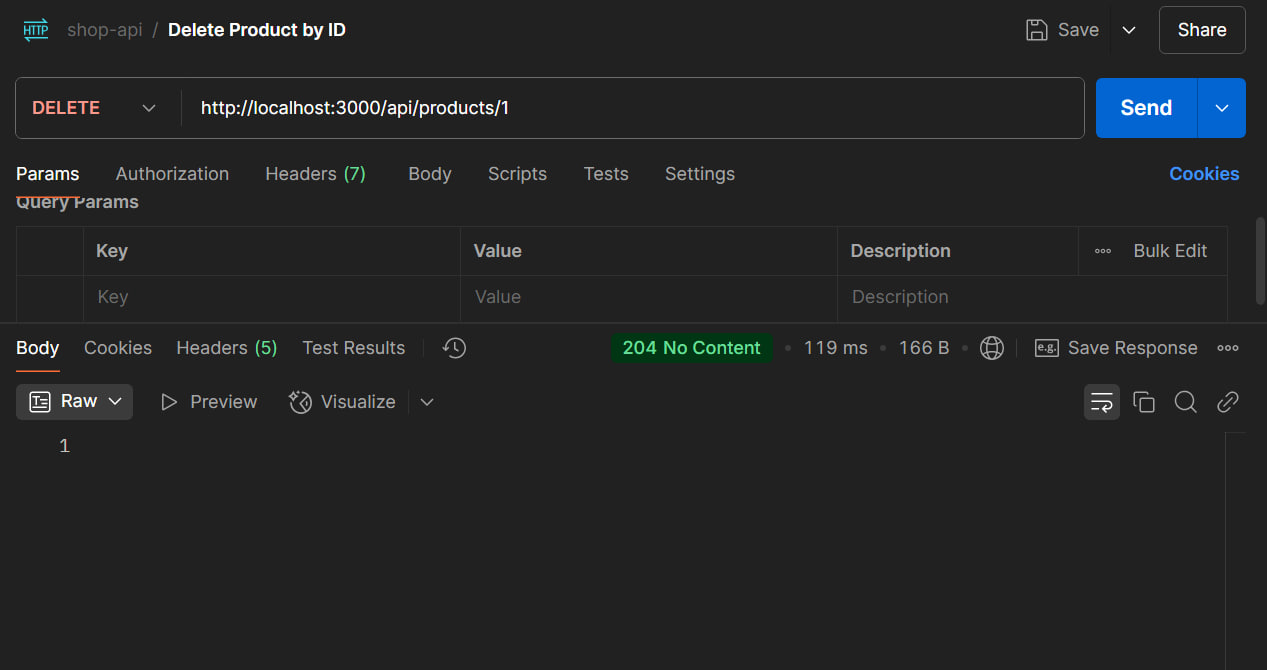 HTTP shop-api / Delete Product by ID Save Share
DELETE http://localhost:3000/api/products/1 Send
Params Authorization Headers (7) Body Scripts Tests Settings Cookies
Query Params
Key Value Description Bulk Edit
Key Value Description
Body Cookies Headers (5) Test Results 204 No Content • 119 ms • 166 B • e.g. Save Response
Raw Preview Visualize
1